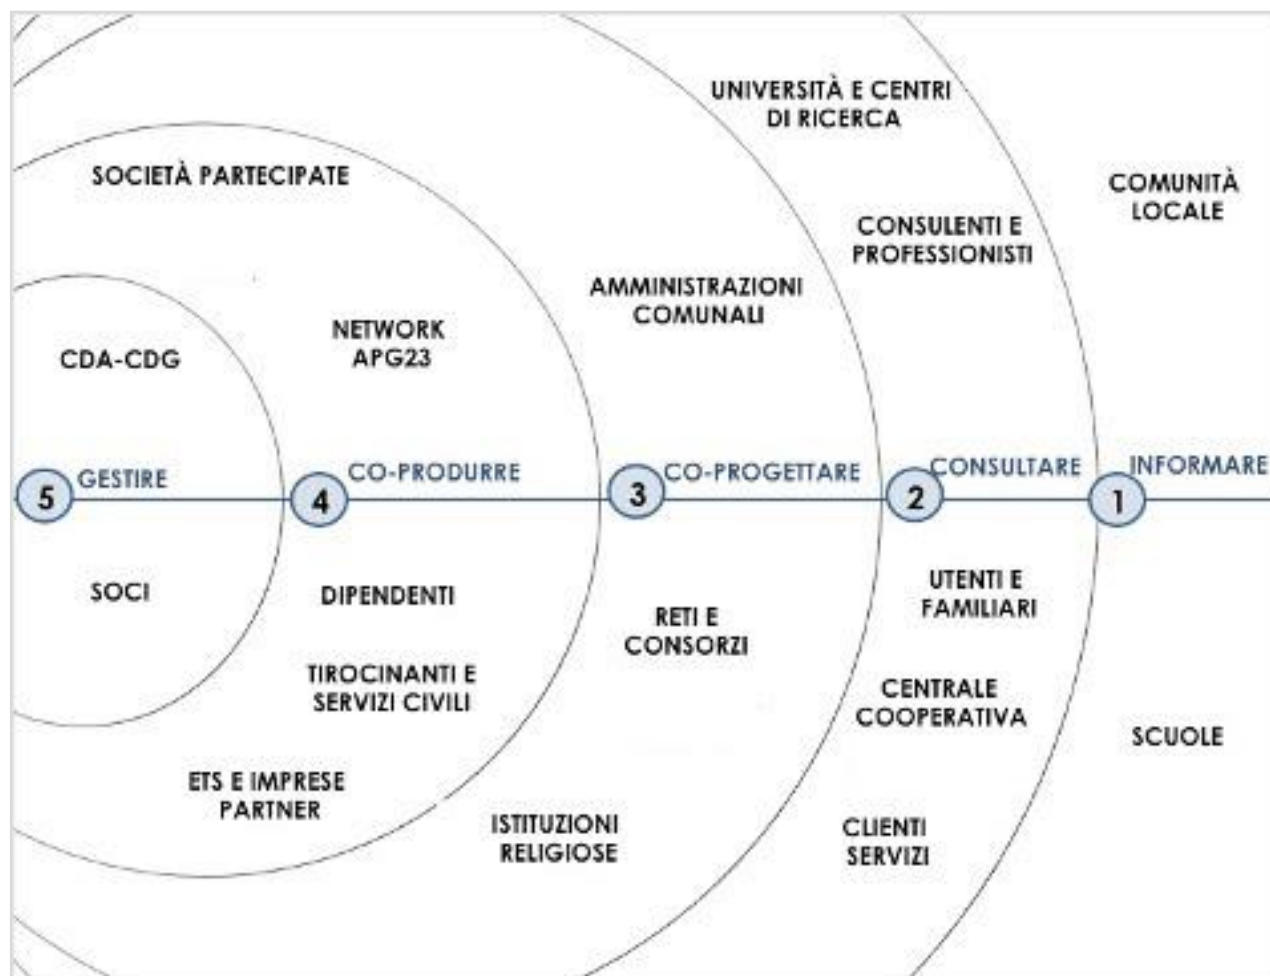 UNIVERSITÀ E CENTRI
DI RICERCA
SOCIETÀ PARTECIPATE
COMUNITÀ
LOCALE
CONSULENTI E
PROFESSIONISTI
AMMINISTRAZIONI
COMUNALI
NETWORK
APG23
CDA-CDG
5 GESTIRE
4 CO-PRODURRE
3 CO-PROGETTARE
2 CONSULTARE
1 INFORMARE
SOCI
DIPENDENTI
UTENTI E
FAMILIARI
RETI E
CONSORZI
TIROCINANTI E
SERVIZI CIVILI
CENTRALE
COOPERATIVA
SCUOLE
ETS E IMPRESE
PARTNER
ISTITUZIONI
RELIGIOSE
CLIENTI
SERVIZI